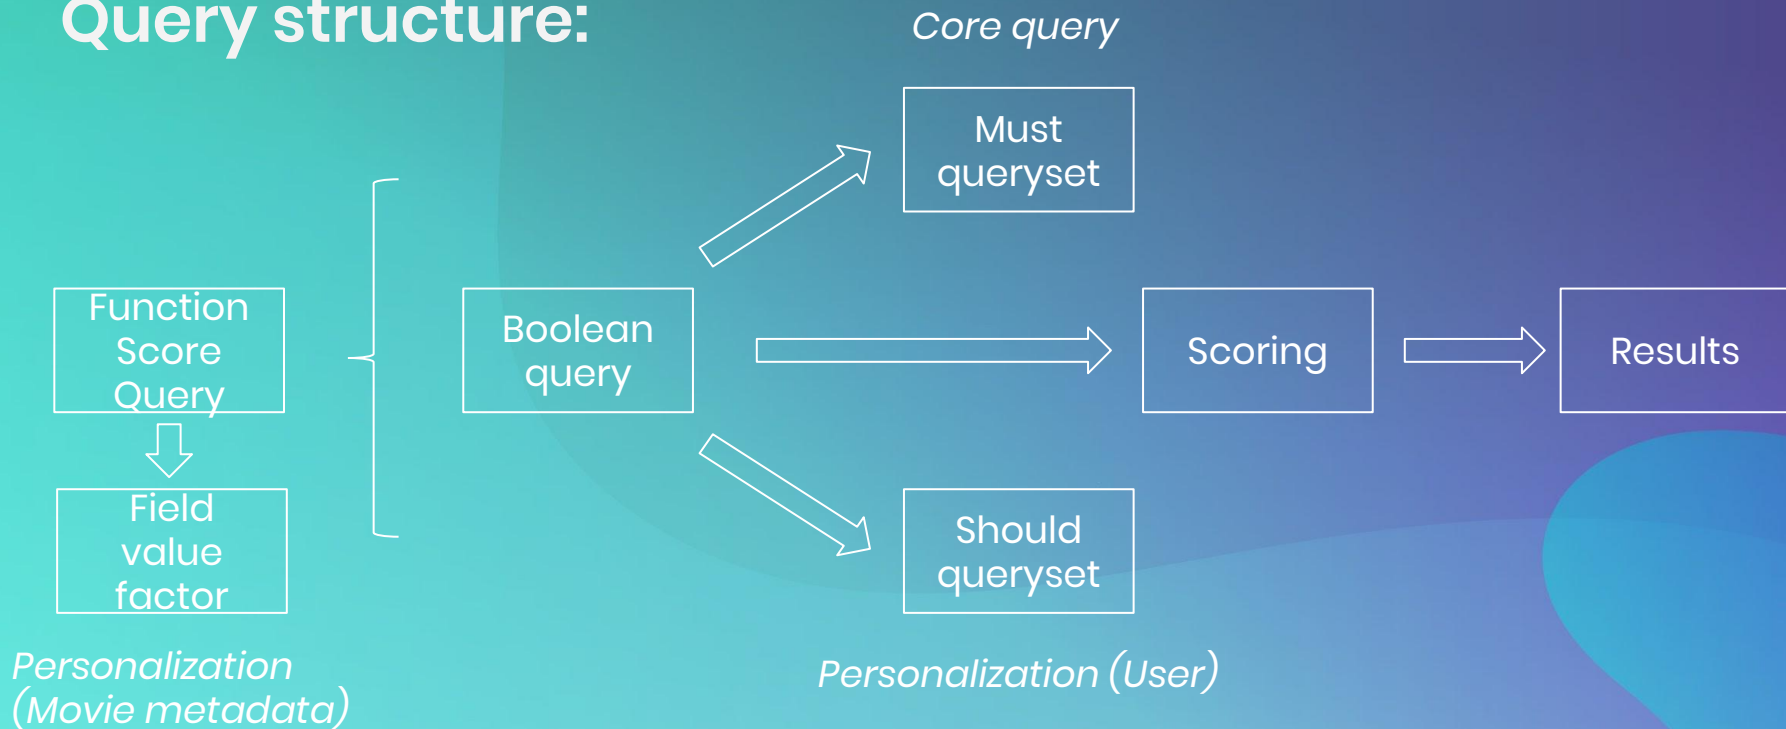 Query structure:
Core query
Must
queryset
Function
Score
Query
Boolean
query
Scoring
Results
Field
value
factor
Should
queryset
Personalization
(Movie metadata)
Personalization (User)